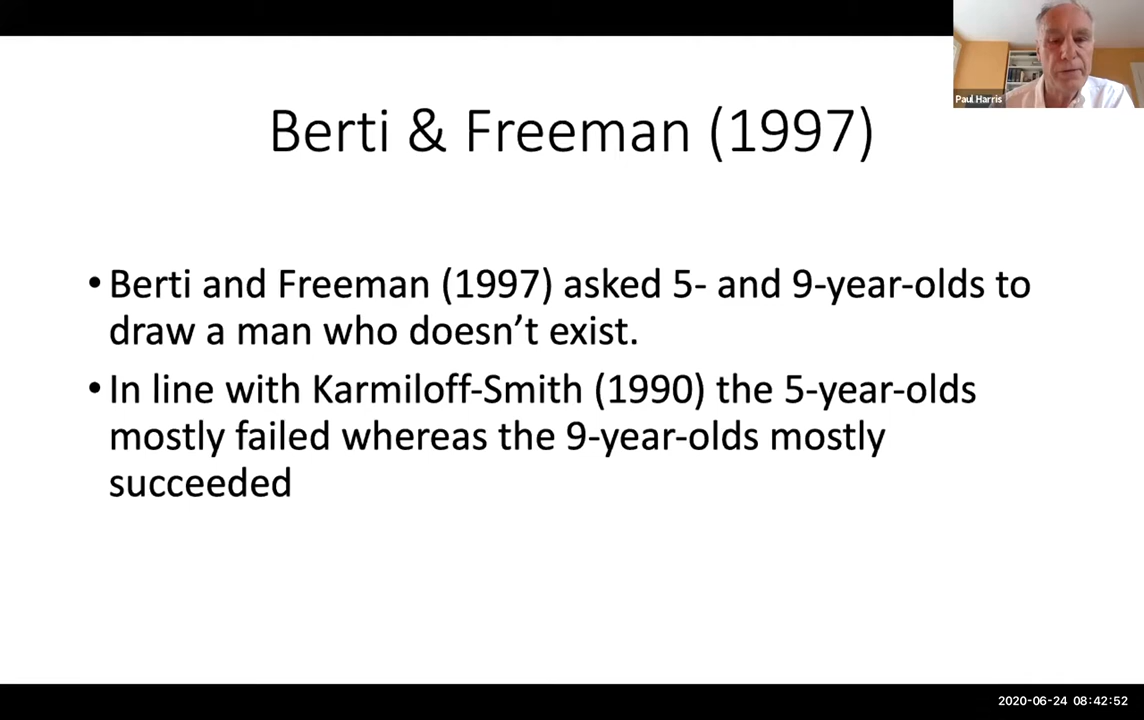 Paul Harris
Berti & Freeman (1997)
• Berti and Freeman (1997) asked 5- and 9-year-olds to
draw a man who doesn’t exist.
• In line with Karmiloff-Smith (1990) the 5-year-olds
mostly failed whereas the 9-year-olds mostly
succeeded
2020-06-24 08:42:52